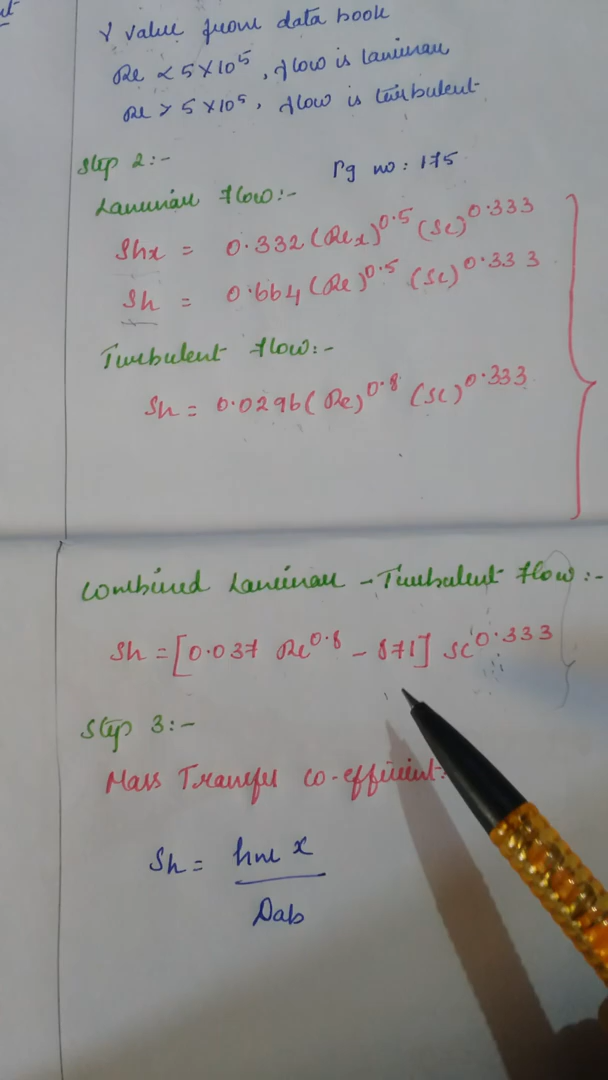 γ value from data book
Re < 5×10⁵, flow is laminar
Re > 5×10⁵, flow is turbulent
Step 2:-
Pg no: 175
Laminar Flow:-
Shx = 0.332 (Rex)^0.5 (Sc)^0.333
Sh = 0.664 (Re)^0.5 (Sc)^0.333
Turbulent Flow:-
Sh = 0.0296 (Re)^0.8 (Sc)^0.333
Combined Laminar - Turbulent Flow:-
Sh = [0.037 Re^0.8 - 871] Sc^0.333
Step 3:-
Mass Transfer Co-efficient:
Sh = hm x / Dab